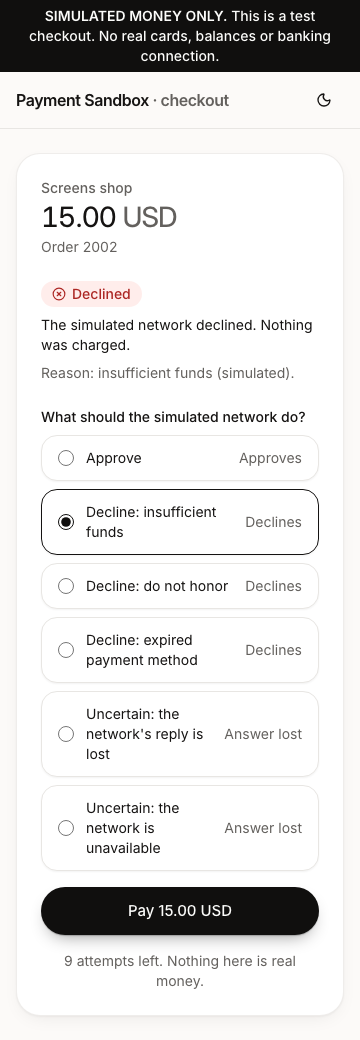 SIMULATED MONEY ONLY. This is a test
checkout. No real cards, balances or banking
connection.
Payment Sandbox · checkout
Screens shop
15.00 USD
Order 2002
Declined
The simulated network declined. Nothing
was charged.
Reason: insufficient funds (simulated).
What should the simulated network do?
Approve Approves
Decline: insufficient
funds Declines
Decline: do not honor Declines
Decline: expired
payment method Declines
Uncertain: the
network's reply is
lost Answer lost
Uncertain: the
network is
unavailable Answer lost
Pay 15.00 USD
9 attempts left. Nothing here is real
money.